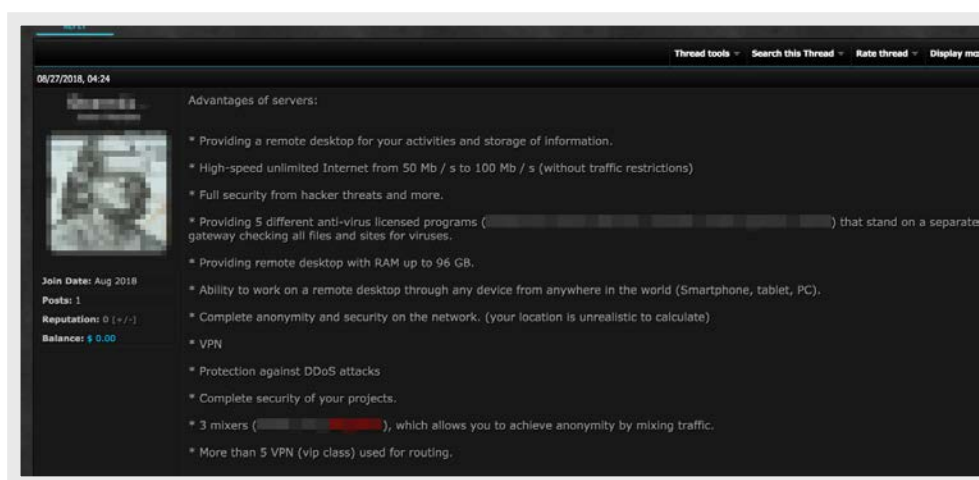 REPLY
Thread tools Search this Thread Rate thread Display mo
08/27/2018, 04:24
Advantages of servers:
* Providing a remote desktop for your activities and storage of information.
* High-speed unlimited Internet from 50 Mb / s to 100 Mb / s (without traffic restrictions)
* Full security from hacker threats and more.
* Providing 5 different anti-virus licensed programs ( ) that stand on a separate
gateway checking all files and sites for viruses.
* Providing remote desktop with RAM up to 96 GB.
* Ability to work on a remote desktop through any device from anywhere in the world (Smartphone, tablet, PC).
* Complete anonymity and security on the network. (your location is unrealistic to calculate)
* VPN
* Protection against DDoS attacks
* Complete security of your projects.
* 3 mixers ( ), which allows you to achieve anonymity by mixing traffic.
* More than 5 VPN (vip class) used for routing.
Join Date: Aug 2018
Posts: 1
Reputation: 0 [+/-]
Balance: $ 0.00